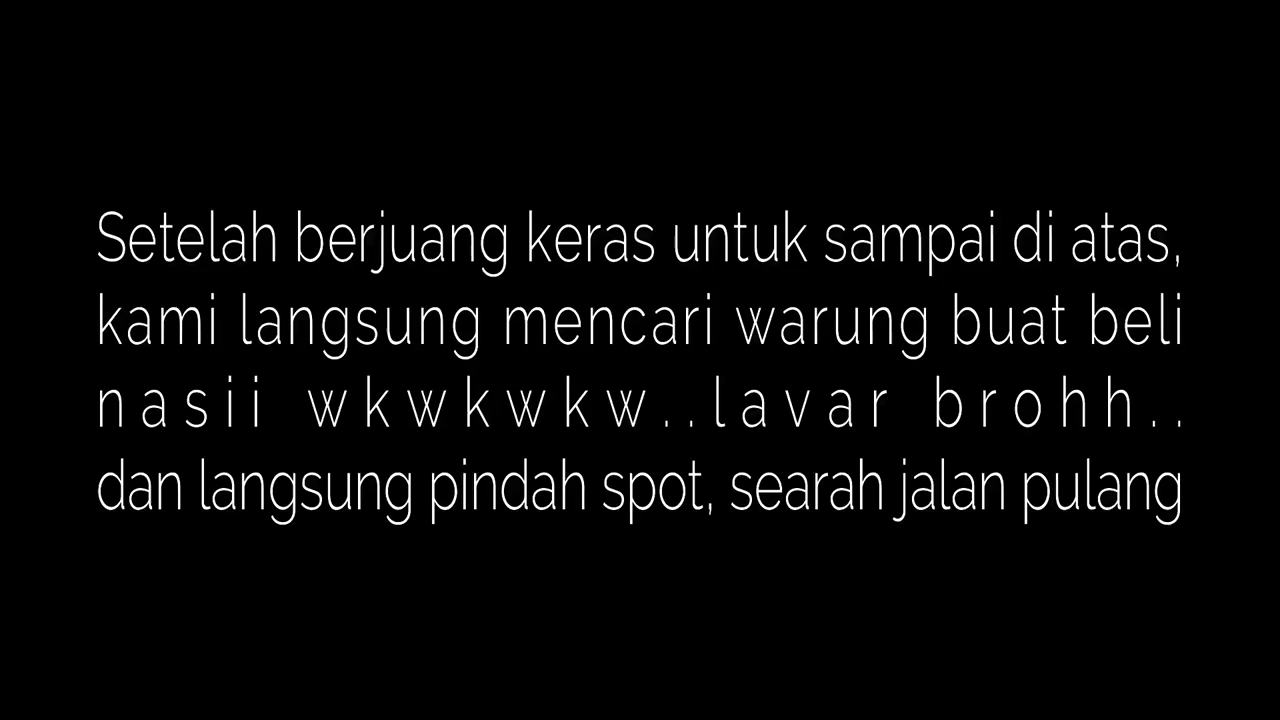 Setelah berjuang keras untuk sampai di atas,
kami langsung mencari warung buat beli
nasii wkwkwkw..lavar brohh..
dan langsung pindah spot, searah jalan pulang